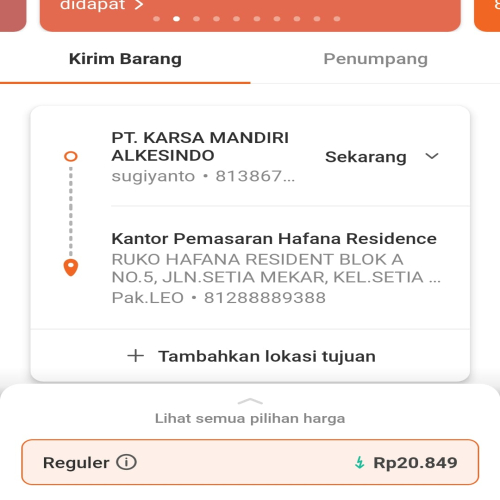 didapat
Kirim Barang
Penumpang
PT. KARSA MANDIRI
ALKESINDO
Sekarang
sugiyanto • 813867...
Kantor Pemasaran Hafana Residence
RUKO HAFANA RESIDENT BLOK A
NO.5, JLN.SETIA MEKAR, KEL.SETIA ...
Pak.LEO • 81288889388
+ Tambahkan lokasi tujuan
Lihat semua pilihan harga
Reguler
Rp20.849